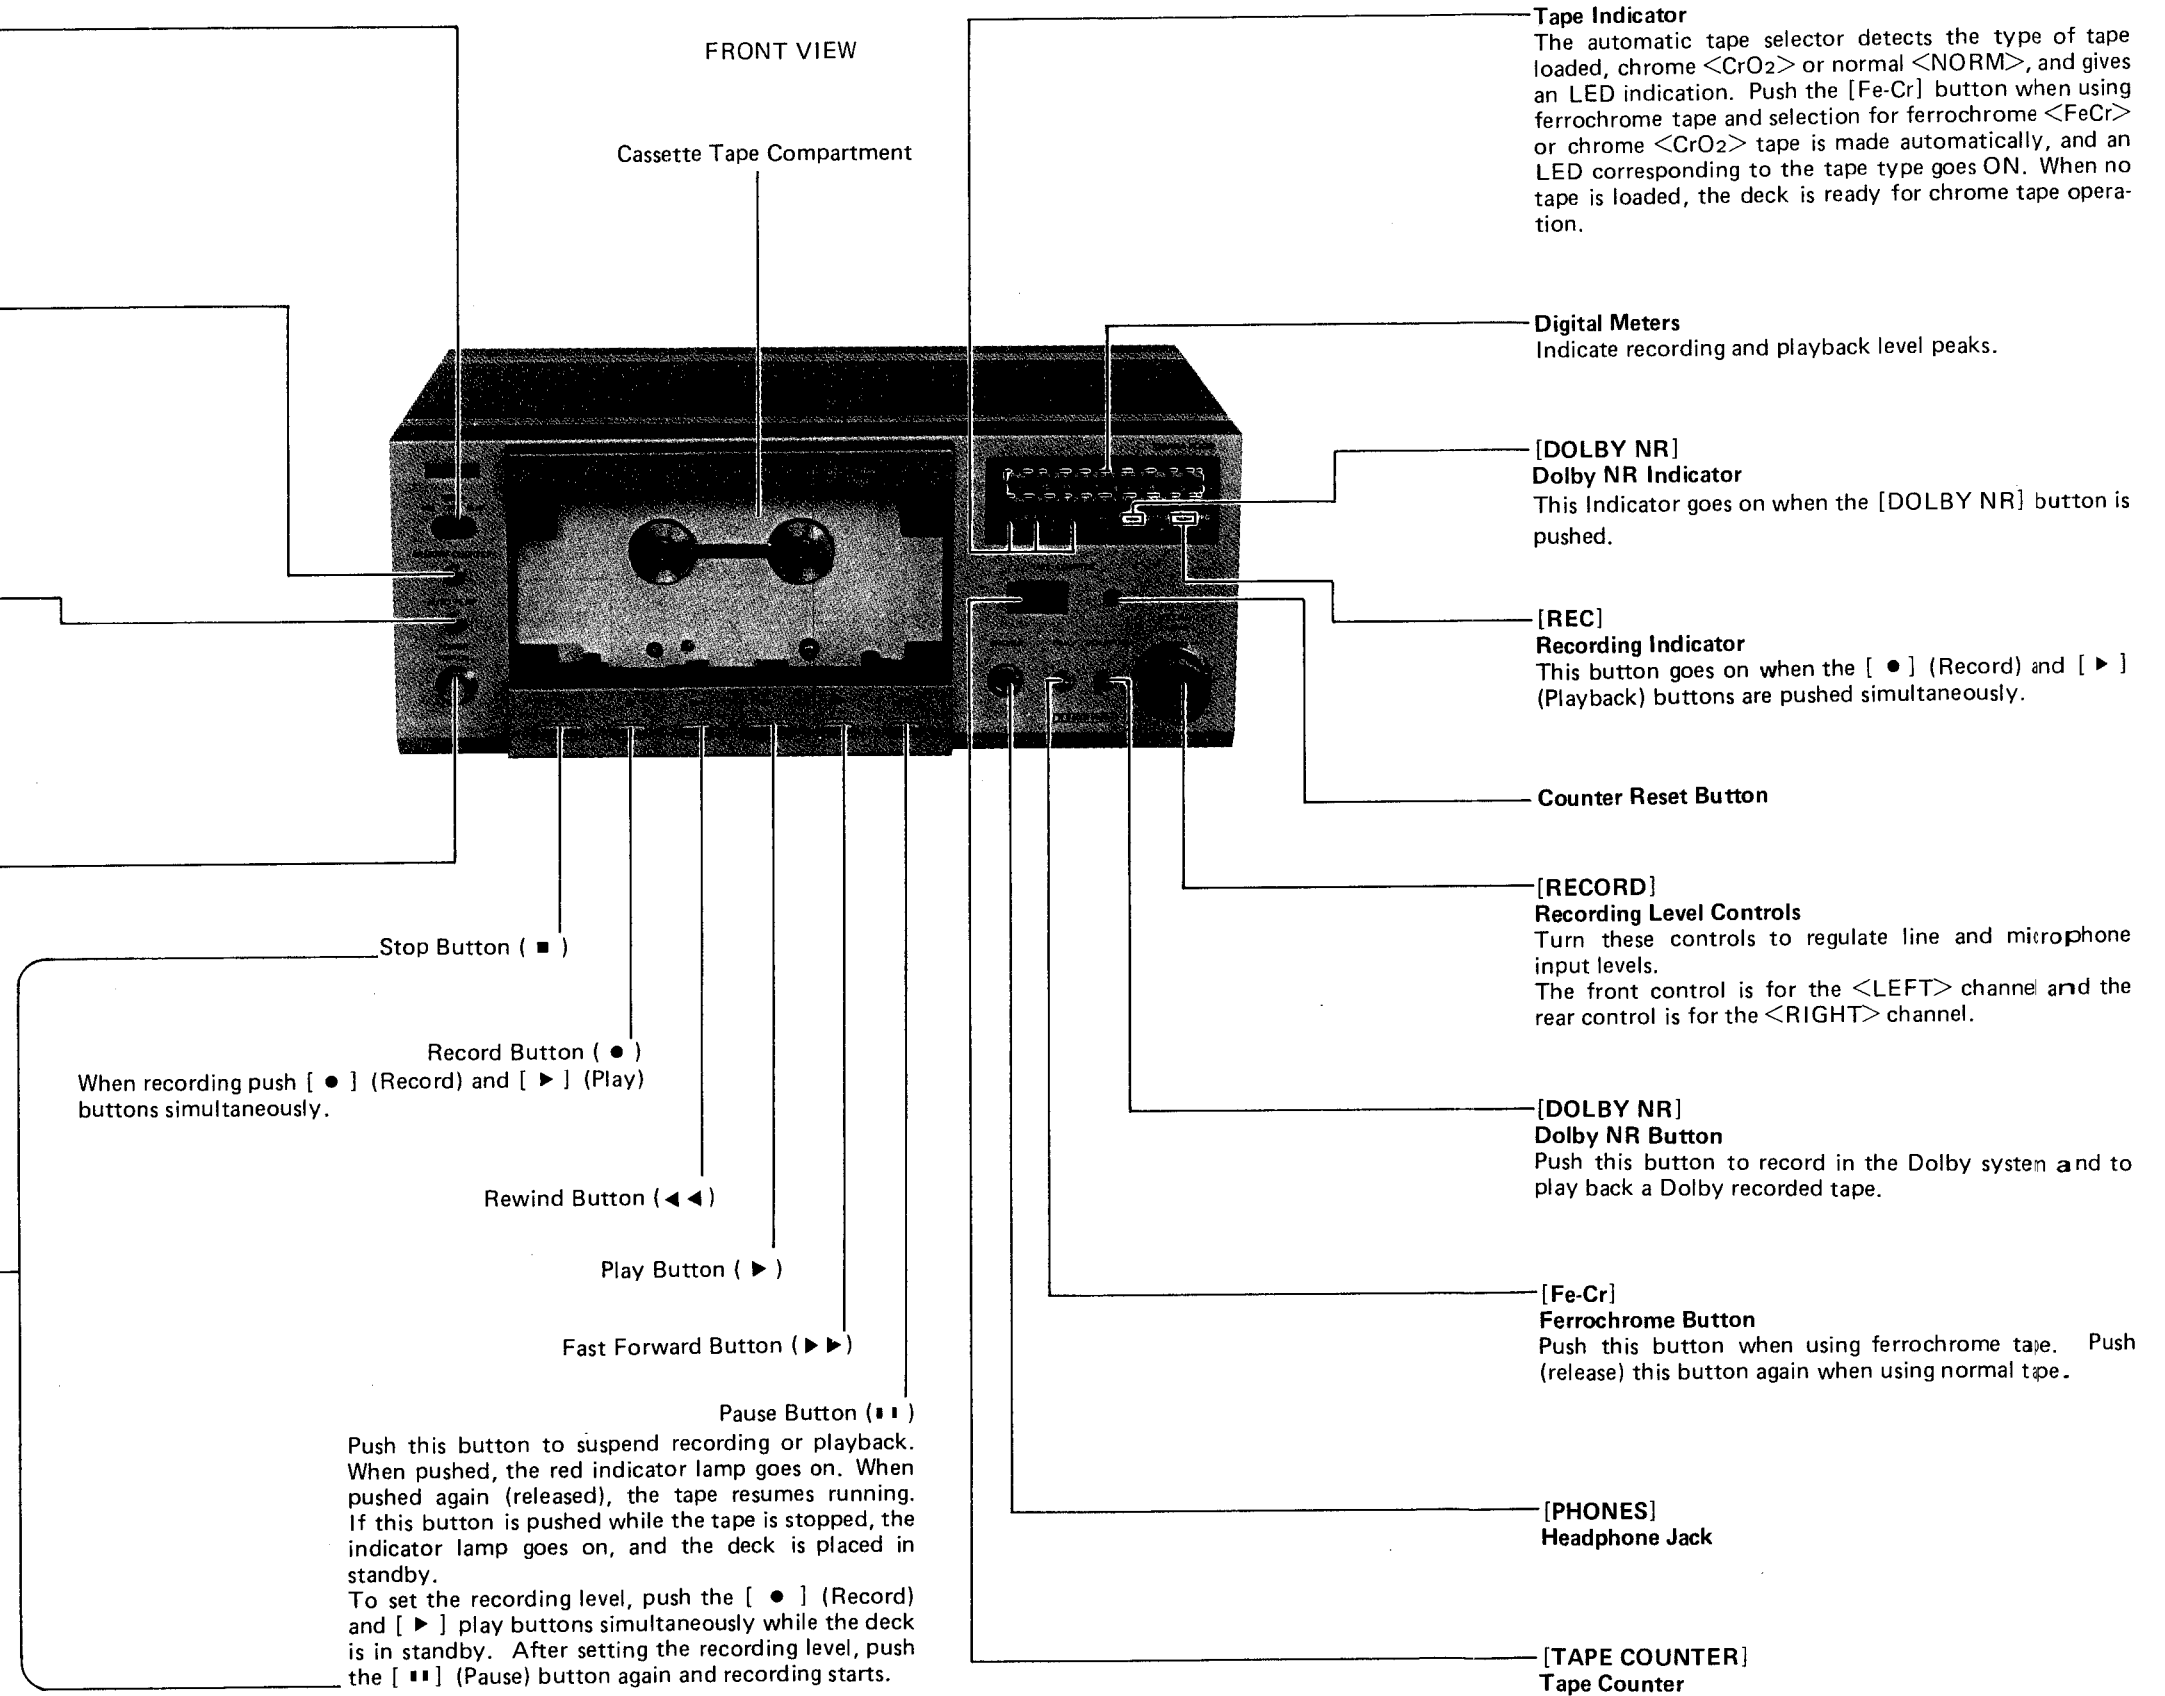 FRONT VIEW
Cassette Tape Compartment
Stop Button ( ■ )
Record Button ( ● )
When recording push [ ● ] (Record) and [ ▶ ] (Play)
buttons simultaneously.
Rewind Button (◀ ◀)
Play Button ( ▶ )
Fast Forward Button (▶ ▶)
Pause Button (▮▮)
Push this button to suspend recording or playback.
When pushed, the red indicator lamp goes on. When
pushed again (released), the tape resumes running.
If this button is pushed while the tape is stopped, the
indicator lamp goes on, and the deck is placed in
standby.
To set the recording level, push the [ ● ] (Record)
and [ ▶ ] play buttons simultaneously while the deck
is in standby. After setting the recording level, push
the [ ▮▮ ] (Pause) button again and recording starts.
Tape Indicator
The automatic tape selector detects the type of tape
loaded, chrome <CrO2> or normal <NORM>, and gives
an LED indication. Push the [Fe-Cr] button when using
ferrochrome tape and selection for ferrochrome <FeCr>
or chrome <CrO2> tape is made automatically, and an
LED corresponding to the tape type goes ON. When no
tape is loaded, the deck is ready for chrome tape opera-
tion.
Digital Meters
Indicate recording and playback level peaks.
[DOLBY NR]
Dolby NR Indicator
This Indicator goes on when the [DOLBY NR] button is
pushed.
[REC]
Recording Indicator
This button goes on when the [ ● ] (Record) and [ ▶ ]
(Playback) buttons are pushed simultaneously.
Counter Reset Button
[RECORD]
Recording Level Controls
Turn these controls to regulate line and microphone
input levels.
The front control is for the <LEFT> channel and the
rear control is for the <RIGHT> channel.
[DOLBY NR]
Dolby NR Button
Push this button to record in the Dolby system and to
play back a Dolby recorded tape.
[Fe-Cr]
Ferrochrome Button
Push this button when using ferrochrome tape. Push
(release) this button again when using normal tape.
[PHONES]
Headphone Jack
[TAPE COUNTER]
Tape Counter